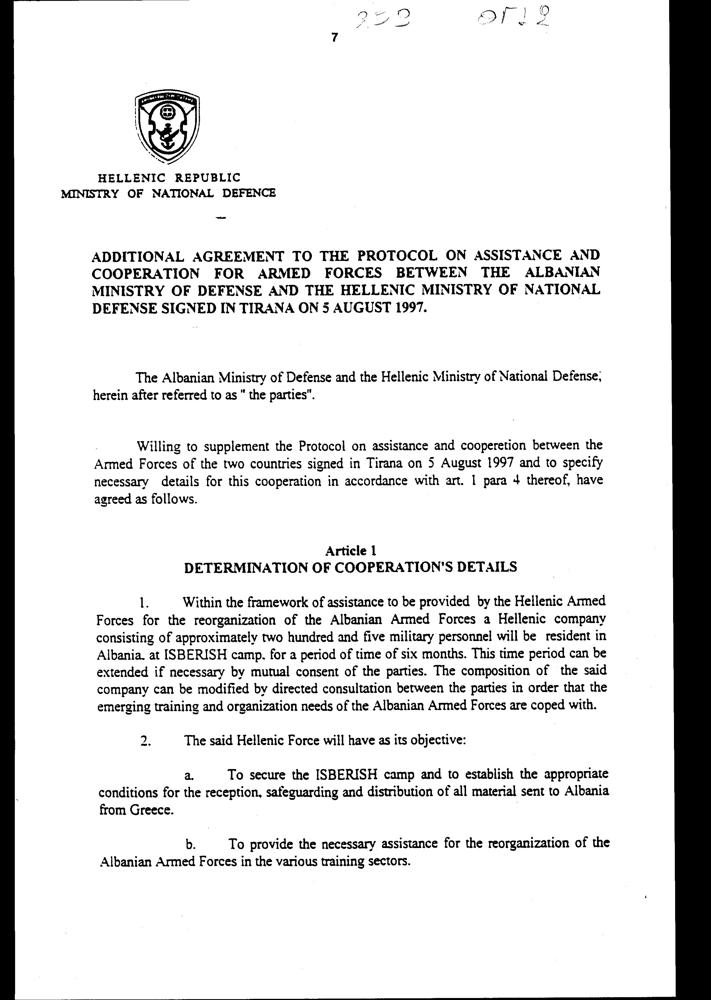 7
HELLENIC REPUBLIC
MINISTRY OF NATIONAL DEFENCE
ADDITIONAL AGREEMENT TO THE PROTOCOL ON ASSISTANCE AND
COOPERATION FOR ARMED FORCES BETWEEN THE ALBANIAN
MINISTRY OF DEFENSE AND THE HELLENIC MINISTRY OF NATIONAL
DEFENSE SIGNED IN TIRANA ON 5 AUGUST 1997.
The Albanian Ministry of Defense and the Hellenic Ministry of National Defense;
herein after referred to as " the parties".
Willing to supplement the Protocol on assistance and cooperetion between the
Armed Forces of the two countries signed in Tirana on 5 August 1997 and to specify
necessary details for this cooperation in accordance with art. 1 para 4 thereof, have
agreed as follows.
Article 1
DETERMINATION OF COOPERATION'S DETAILS
1. Within the framework of assistance to be provided by the Hellenic Armed
Forces for the reorganization of the Albanian Armed Forces a Hellenic company
consisting of approximately two hundred and five military personnel will be resident in
Albania, at ISBERISH camp. for a period of time of six months. This time period can be
extended if necessary by mutual consent of the parties. The composition of the said
company can be modified by directed consultation between the parties in order that the
emerging training and organization needs of the Albanian Armed Forces are coped with.
2. The said Hellenic Force will have as its objective:
a. To secure the ISBERISH camp and to establish the appropriate
conditions for the reception, safeguarding and distribution of all material sent to Albania
from Greece.
b. To provide the necessary assistance for the reorganization of the
Albanian Armed Forces in the various training sectors.